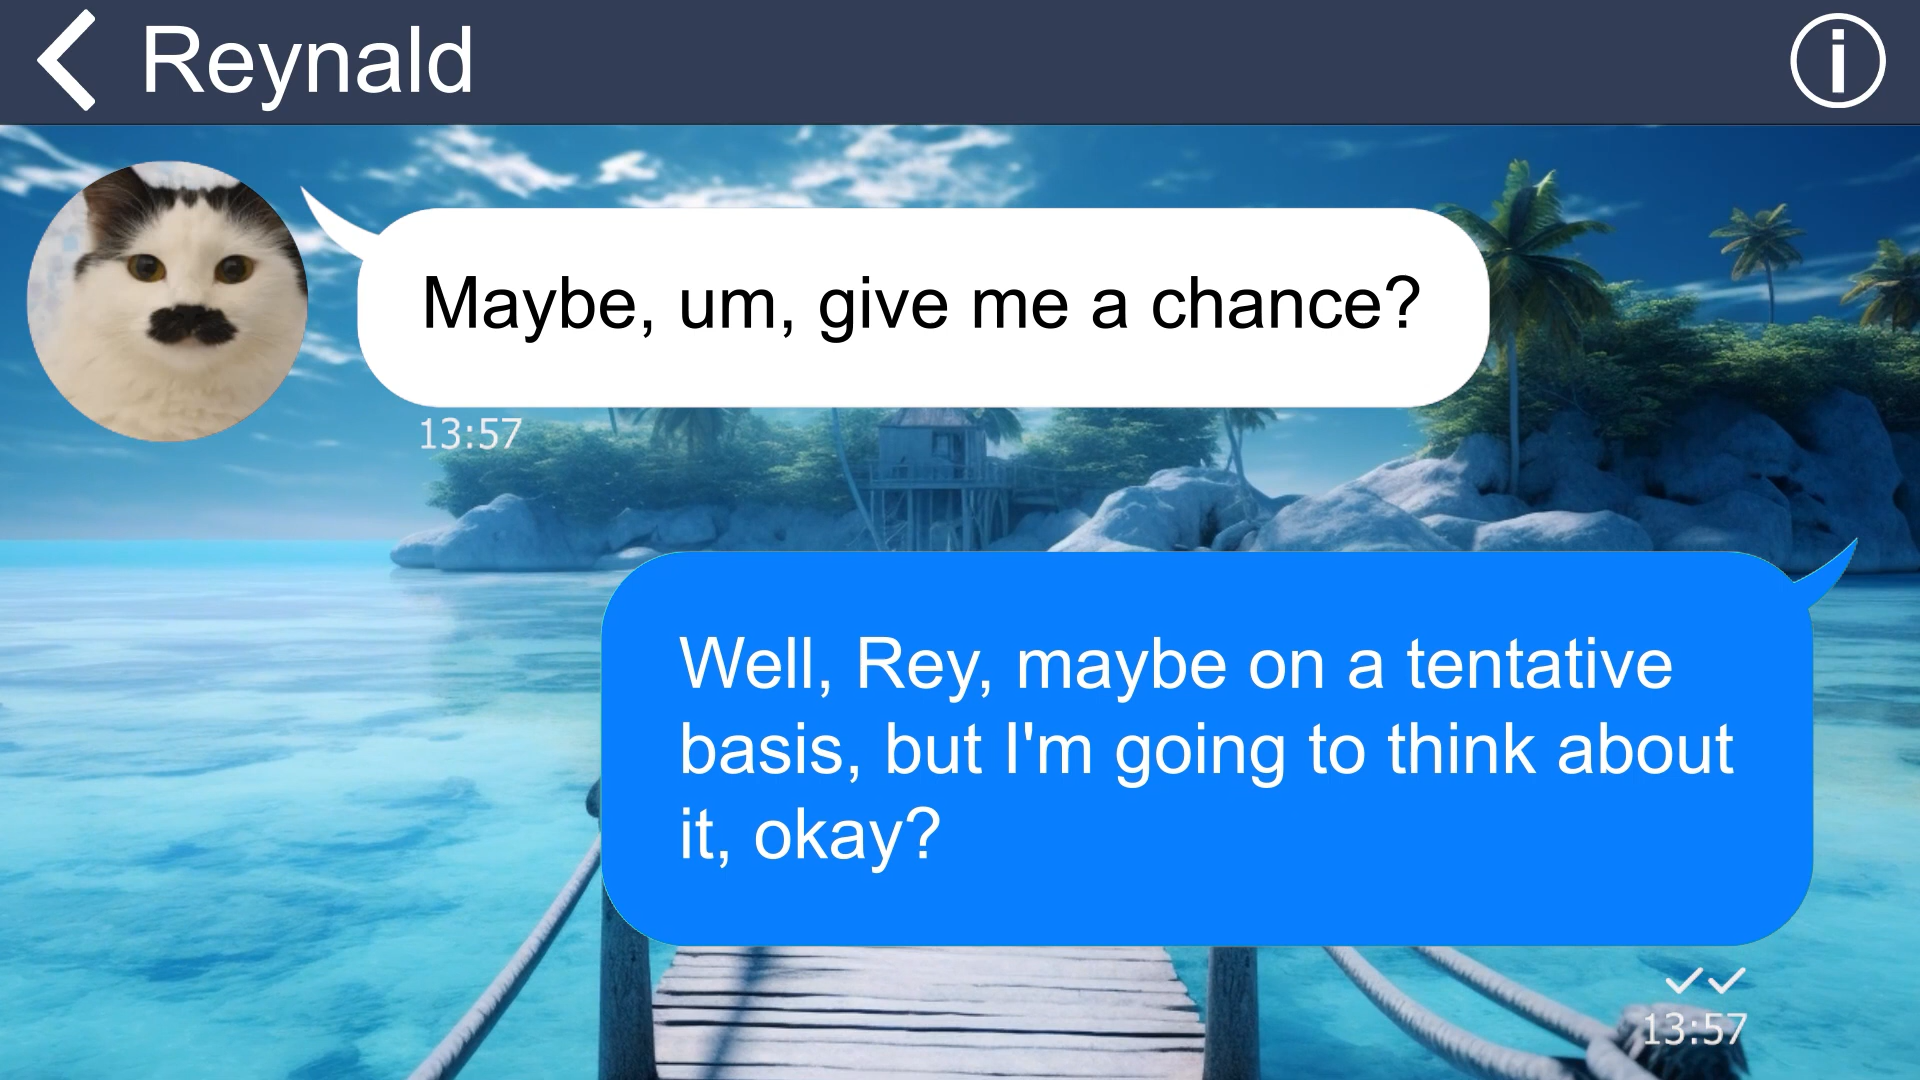 Reynald
Maybe, um, give me a chance?
13:57
Well, Rey, maybe on a tentative
basis, but I'm going to think about
it, okay?
13:57